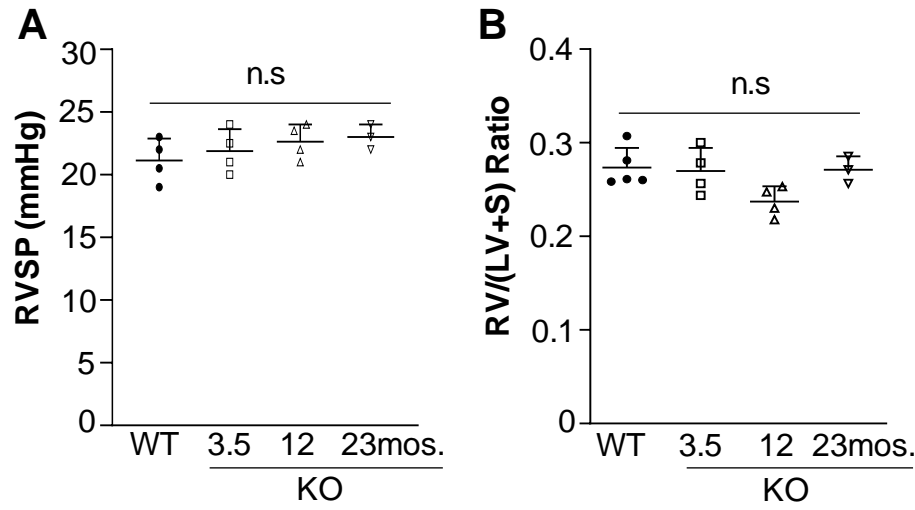 A
RVSP (mmHg)
30
25
20
15
10
5
0
n.s
WT 3.5 12 23mos.
KO
B
RV/(LV+S) Ratio
0.4
0.3
0.2
0.1
0
n.s
WT 3.5 12 23mos.
KO